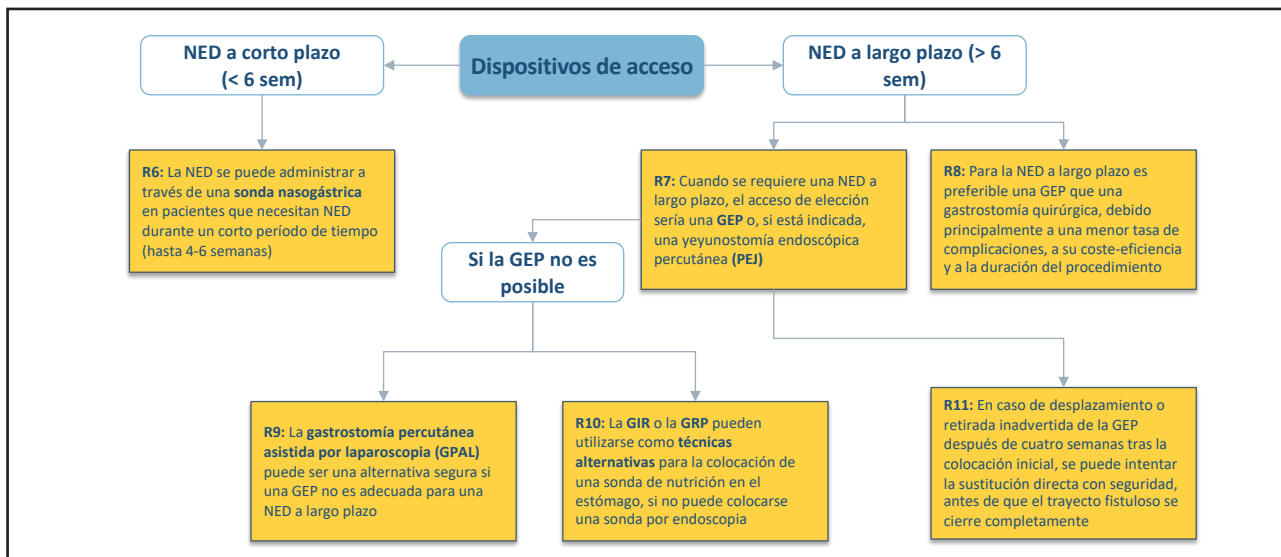 NED a corto plazo
(< 6 sem)
Dispositivos de acceso
NED a largo plazo (> 6
sem)
R6: La NED se puede administrar a
través de una sonda nasogástrica
en pacientes que necesitan NED
durante un corto período de tiempo
(hasta 4-6 semanas)
R7: Cuando se requiere una NED a
largo plazo, el acceso de elección
sería una GEP o, si está indicada,
una yeyunostomía endoscópica
percutánea (PEJ)
R8: Para la NED a largo plazo es
preferible una GEP que una
gastrostomía quirúrgica, debido
principalmente a una menor tasa de
complicaciones, a su coste-eficiencia
y a la duración del procedimiento
Si la GEP no es
posible
R9: La gastrostomía percutánea
asistida por laparoscopia (GPAL)
puede ser una alternativa segura si
una GEP no es adecuada para una
NED a largo plazo
R10: La GIR o la GRP pueden
utilizarse como técnicas
alternativas para la colocación de
una sonda de nutrición en el
estómago, si no puede colocarse
una sonda por endoscopia
R11: En caso de desplazamiento o
retirada inadvertida de la GEP
después de cuatro semanas tras la
colocación inicial, se puede intentar
la sustitución directa con seguridad,
antes de que el trayecto fistuloso se
cierre completamente